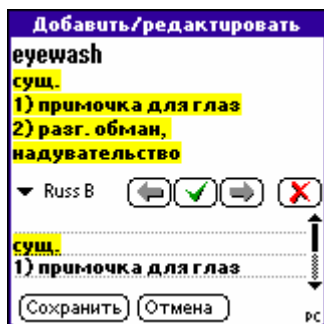 Добавить/редактировать
eyewash
сущ.
1) примочка для глаз
2) разг. обман,
надувательство
Russ B
сущ.
1) примочка для глаз
Сохранить Отмена PC